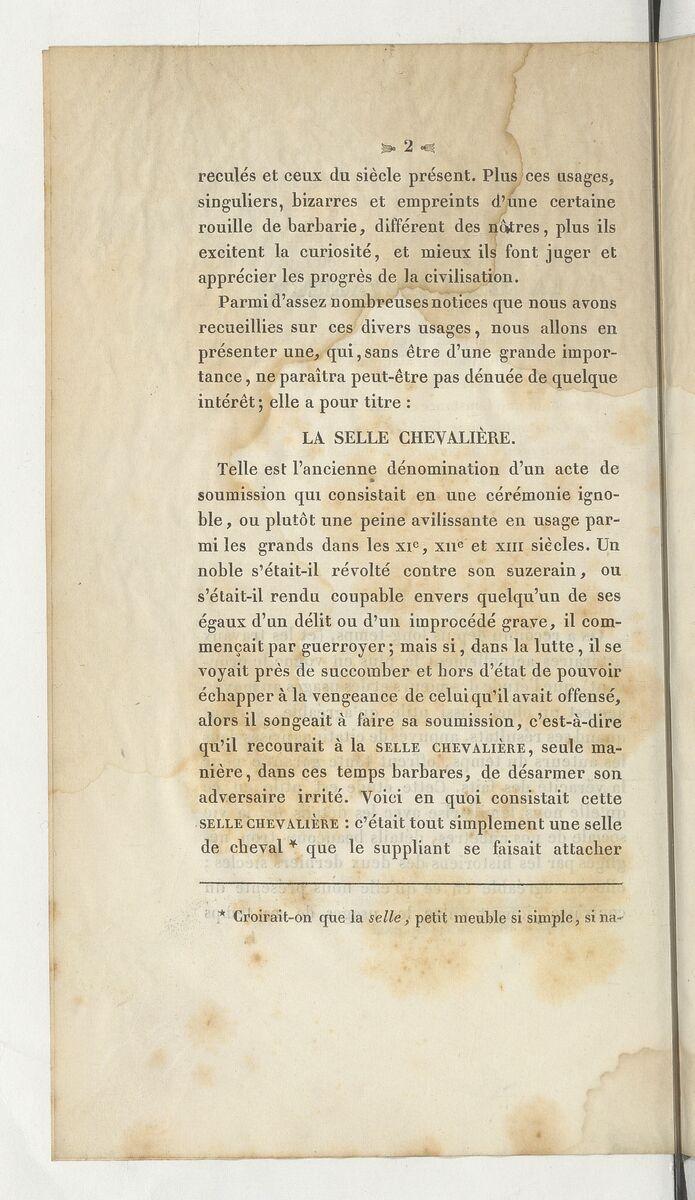 2
reculés et ceux du siècle présent. Plus ces usages,
singuliers, bizarres et empreints d'une certaine
rouille de barbarie, différent des nôtres, plus ils
excitent la curiosité, et mieux ils font juger et
apprécier les progrès de la civilisation.
Parmi d'assez nombreuses notices que nous avons
recueillies sur ces divers usages, nous allons en
présenter une, qui, sans être d'une grande impor-
tance, ne paraîtra peut-être pas dénuée de quelque
intérêt; elle a pour titre :
LA SELLE CHEVALIÈRE.
Telle est l'ancienne dénomination d'un acte de
soumission qui consistait en une cérémonie igno-
ble, ou plutôt une peine avilissante en usage par-
mi les grands dans les XIe, XIIe et XIII siècles. Un
noble s'était-il révolté contre son suzerain, ou
s'était-il rendu coupable envers quelqu'un de ses
égaux d'un délit ou d'un improcédé grave, il com-
mençait par guerroyer; mais si, dans la lutte, il se
voyait près de succomber et hors d'état de pouvoir
échapper à la vengeance de celui qu'il avait offensé,
alors il songeait à faire sa soumission, c'est-à-dire
qu'il recourait à la SELLE CHEVALIÈRE, seule ma-
nière, dans ces temps barbares, de désarmer son
adversaire irrité. Voici en quoi consistait cette
SELLE CHEVALIÈRE : c'était tout simplement une selle
de cheval * que le suppliant se faisait attacher
* Croirait-on que la selle, petit meuble si simple, si na-